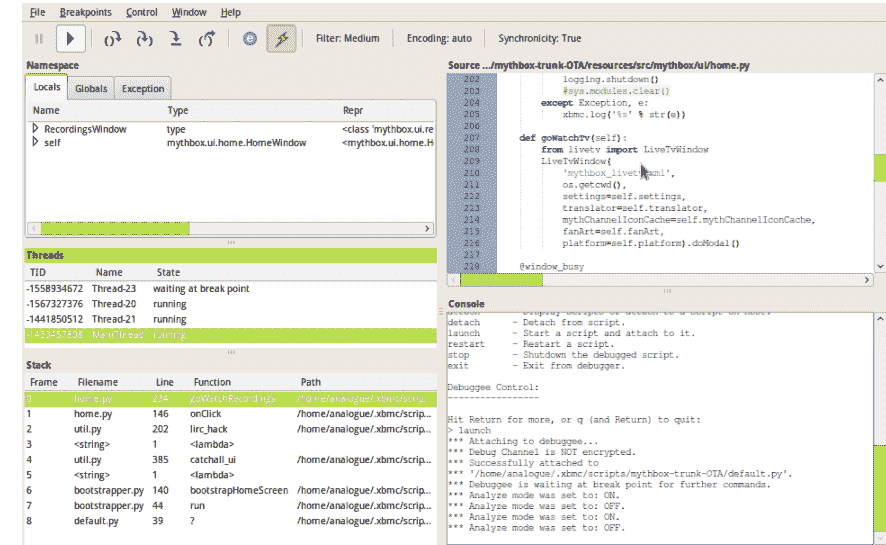 File Breakpoints Control Window Help
Filter: Medium Encoding: auto Synchronicity: True
Namespace
Locals Globals Exception
Name Type Repr
RecordingsWindow type <class 'mythbox.ui.re
self mythbox.ui.home.HomeWindow <mythbox.ui.home.H
Threads
TID Name State
-1558934672 Thread-23 waiting at break point
-1567327376 Thread-20 running
-1441850512 Thread-21 running
MainThread running
Stack
Frame Filename Line Function Path
0 home.py 234 goWatchRecordings /home/analogue/.xbmc/scrip...
1 home.py 146 onClick /home/analogue/.xbmc/scrip...
2 util.py 202 lirc_hack /home/analogue/.xbmc/scrip...
3 <string> 1 <lambda>
4 util.py 385 catchall_ui /home/analogue/.xbmc/scrip...
5 <string> 1 <lambda>
6 bootstrapper.py 140 bootstrapHomeScreen /home/analogue/.xbmc/scrip...
7 bootstrapper.py 44 run /home/analogue/.xbmc/scrip...
8 default.py 39 ? /home/analogue/.xbmc/scrip...
Source .../mythbox-trunk-OTA/resources/src/mythbox/ui/home.py
202 logging.shutdown()
203 #sys.modules.clear()
204 except Exception, e:
205 xbmc.log('%s' % str(e))
206
207 def goWatchTv(self):
208 from livetv import LiveTvWindow
209 LiveTvWindow(
210 'mythbox_livetv.xml',
211 os.getcwd(),
212 settings=self.settings,
213 translator=self.translator,
214 mythChannelIconCache=self.mythChannelIconCache,
215 fanArt=self.fanArt,
216 platform=self.platform).doModal()
217
218 @window_busy
Console
detach - Detach from script.
launch - Start a script and attach to it.
restart - Restart a script.
stop - Shutdown the debugged script.
exit - Exit from debugger.
Debuggee Control:
-----------------
Hit Return for more, or q (and Return) to quit:
> launch
*** Attaching to debuggee...
*** Debug Channel is NOT encrypted.
*** Successfully attached to
*** '/home/analogue/.xbmc/scripts/mythbox-trunk-OTA/default.py'.
*** Debuggee is waiting at break point for further commands.
*** Analyze mode was set to: ON.
*** Analyze mode was set to: OFF.
*** Analyze mode was set to: ON.
*** Analyze mode was set to: OFF.